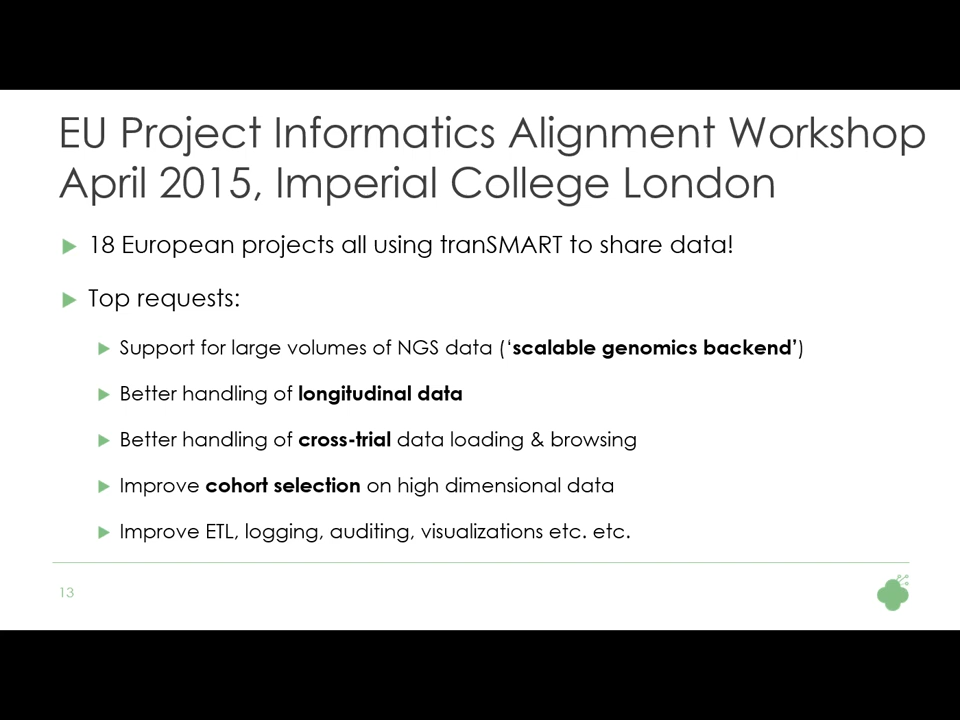 EU Project Informatics Alignment Workshop
April 2015, Imperial College London
18 European projects all using tranSMART to share data!
Top requests:
Support for large volumes of NGS data (‘scalable genomics backend’)
Better handling of longitudinal data
Better handling of cross-trial data loading & browsing
Improve cohort selection on high dimensional data
Improve ETL, logging, auditing, visualizations etc. etc.
13